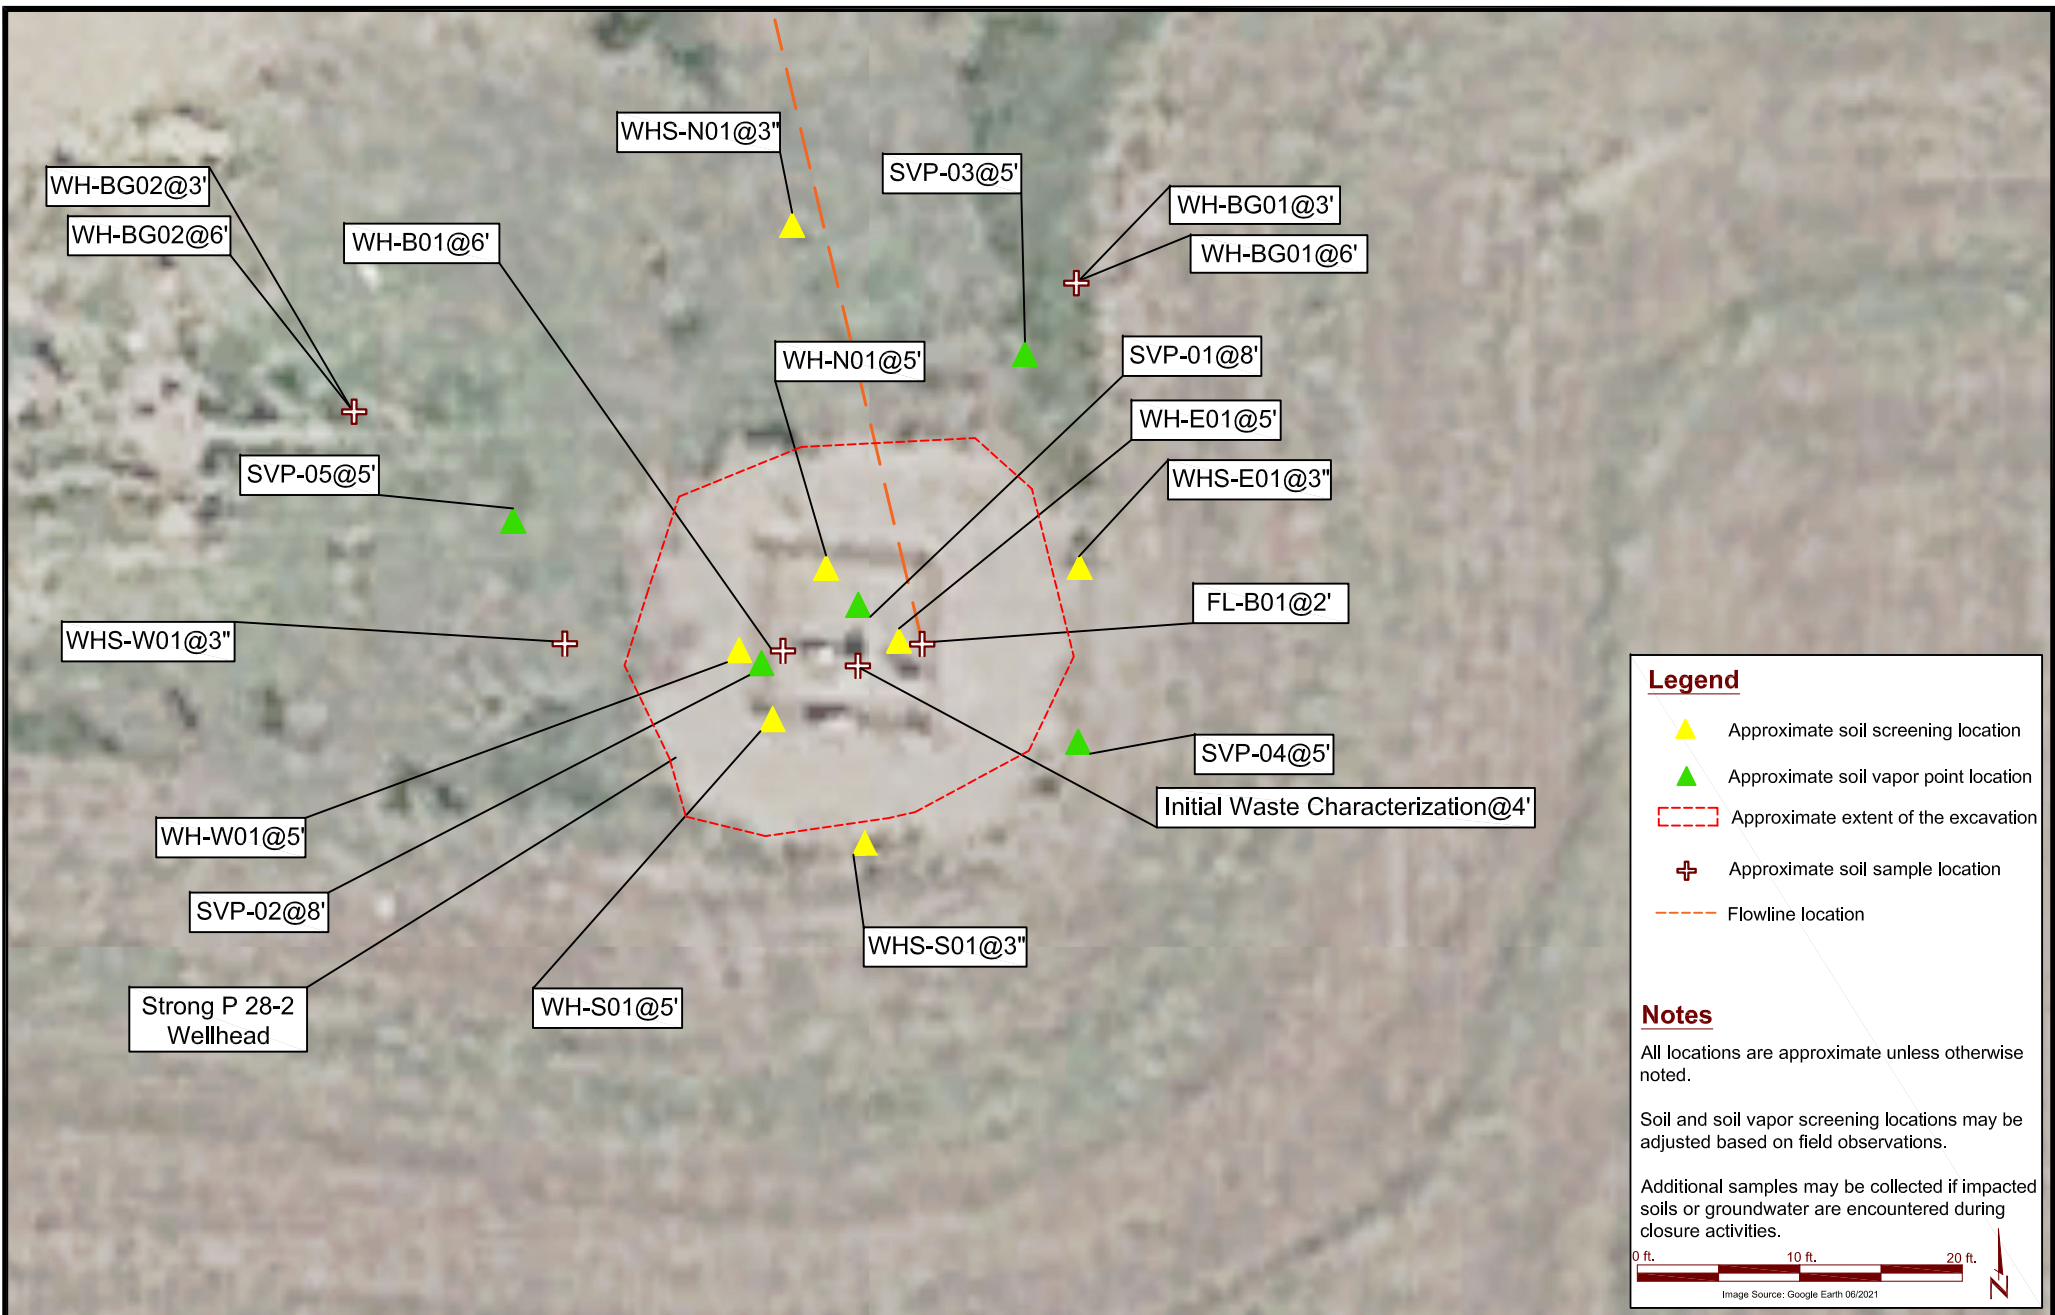 WHS-N01@3"
SVP-03@5'
WH-BG02@3'
WH-BG01@3'
WH-BG02@6'
WH-B01@6'
WH-BG01@6'
WH-N01@5'
SVP-01@8'
WH-E01@5'
SVP-05@5'
WHS-E01@3"
FL-B01@2'
WHS-W01@3"
SVP-04@5'
Initial Waste Characterization@4'
WH-W01@5'
SVP-02@8'
WHS-S01@3"
WH-S01@5'
Strong P 28-2
Wellhead
Legend
Approximate soil screening location
Approximate soil vapor point location
Approximate extent of the excavation
Approximate soil sample location
Flowline location
Notes
All locations are approximate unless otherwise
noted.
Soil and soil vapor screening locations may be
adjusted based on field observations.
Additional samples may be collected if impacted
soils or groundwater are encountered during
closure activities.
0 ft. 10 ft. 20 ft.
N
Image Source: Google Earth 06/2021